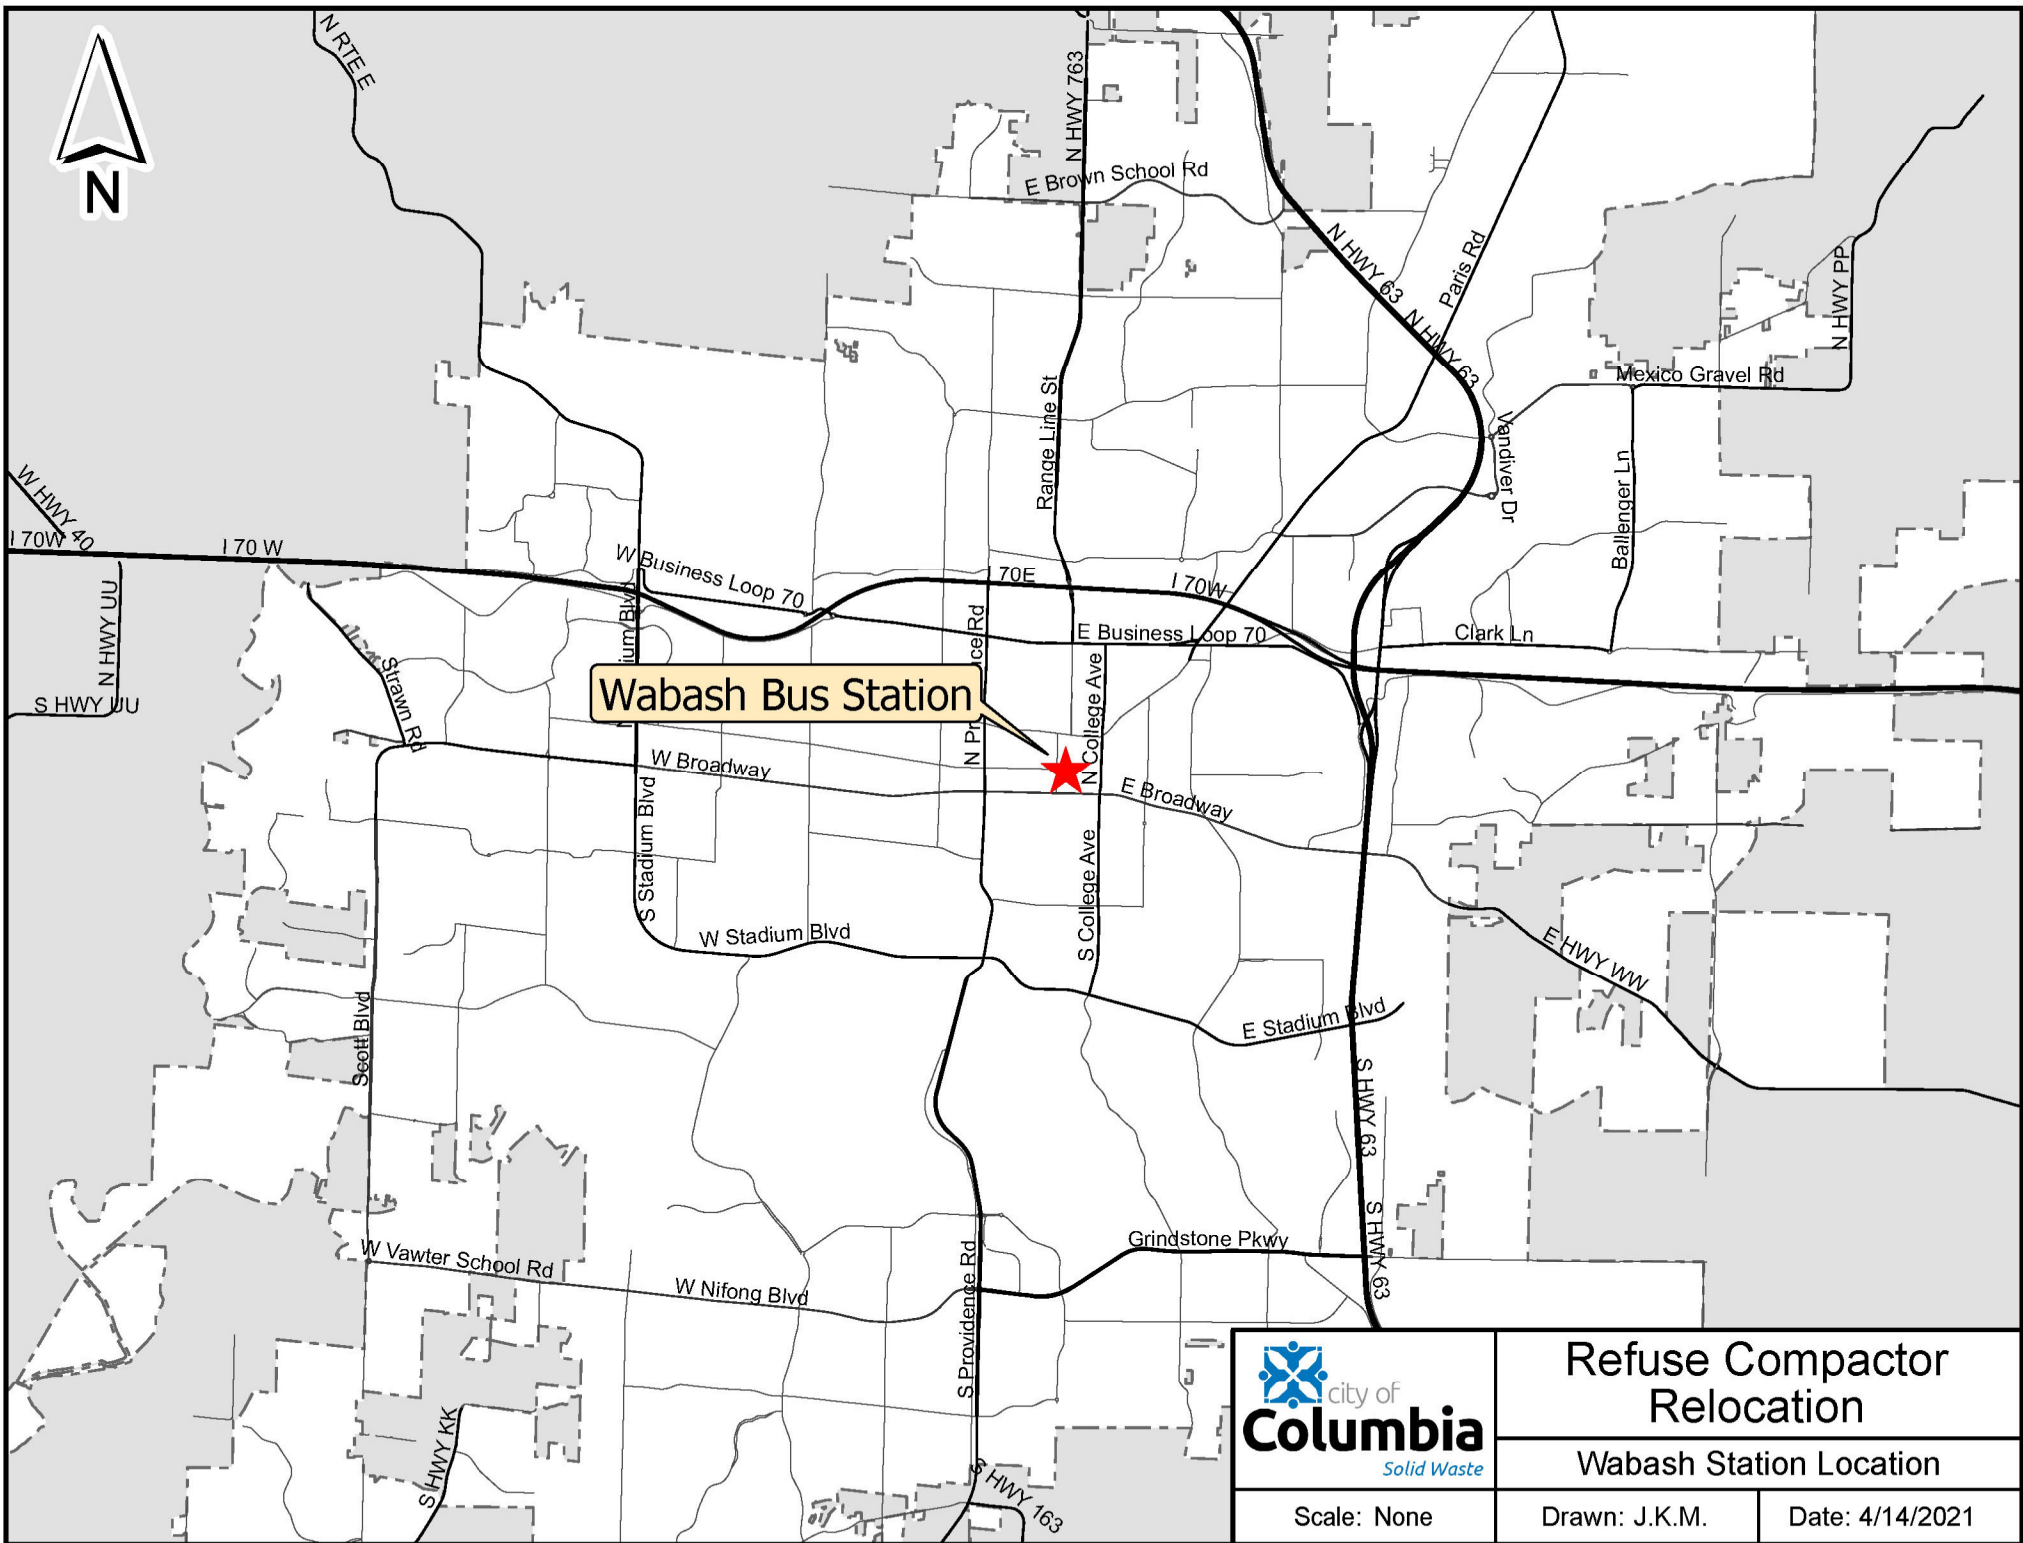 N
N RTE E
N HWY 763
E Brown School Rd
N HWY 63
Paris Rd
N HWY 63
N HWY PP
Mexico Gravel Rd
Range Line St
Vandiver Dr
Ballenger Ln
W HWY 40
I 70W
I 70 W
N HWY UU
S HWY UU
W Business Loop 70
I 70E
I 70W
E Business Loop 70
Clark Ln
Strawn Rd
Wabash Bus Station
N College Ave
W Broadway
E Broadway
S Stadium Blvd
S College Ave
W Stadium Blvd
E HWY WW
E Stadium Blvd
Scott Blvd
S HWY 63
S HWY 63
W Vawter School Rd
W Nifong Blvd
Grindstone Pkwy
S Providence Rd
S HWY KK
S HWY 163
city of
Columbia
Solid Waste
Refuse Compactor
Relocation
Wabash Station Location
Scale: None
Drawn: J.K.M.
Date: 4/14/2021